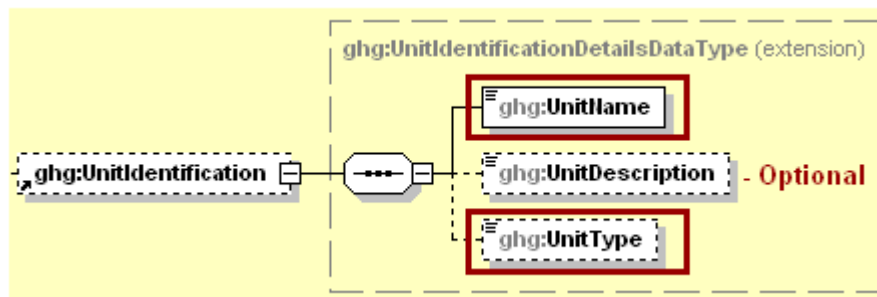 ghg:UnitIdentificationDetailsDataType (extension)
ghg:UnitName
ghg:UnitIdentification
ghg:UnitDescription - Optional
ghg:UnitType